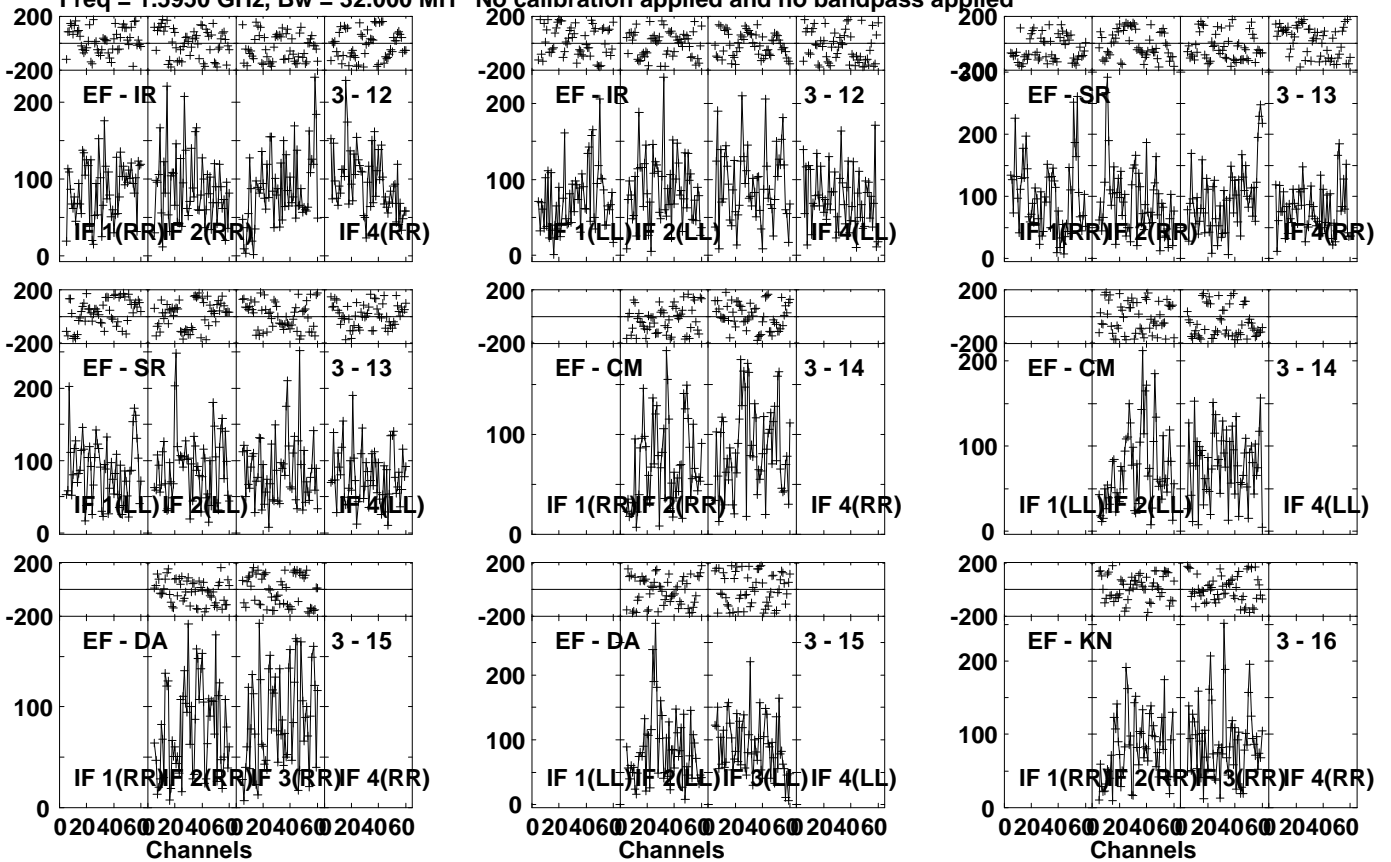 Freq = 1.5950 GHz, Bw = 32.000 MH No calibration applied and no bandpass applied
200 200 200
-200 -200 -200
EF - IR 3 - 12 EF - IR 3 - 12 EF - SR 3 - 13
300
200 200 200
100 100 100
IF 1(RR) IF 2(RR) IF 4(RR) IF 1(LL) IF 2(LL) IF 4(LL) IF 1(RR) IF 2(RR) IF 4(RR)
0 0 0
200 200 200
-200 -200 -200
EF - SR 3 - 13 EF - CM 3 - 14 EF - CM 3 - 14
200 200
100 100 100
IF 1(LL) IF 2(LL) IF 4(LL) IF 1(RR) IF 2(RR) IF 4(RR) IF 1(LL) IF 2(LL) IF 4(LL)
0 0 0
200 200 200
-200 -200 -200
EF - DA 3 - 15 EF - DA 3 - 15 EF - KN 3 - 16
200 200
100 100 100
IF 1(RR) IF 2(RR) IF 3(RR) IF 4(RR) IF 1(LL) IF 2(LL) IF 3(LL) IF 4(LL) IF 1(RR) IF 2(RR) IF 3(RR) IF 4(RR)
0 0 0
0 20 40 60 0 20 40 60 0 20 40 60 0 20 40 60 0 20 40 60 0 20 40 60 0 20 40 60 0 20 40 60 0 20 40 60 0 20 40 60 0 20 40 60 0 20 40 60
Channels Channels Channels